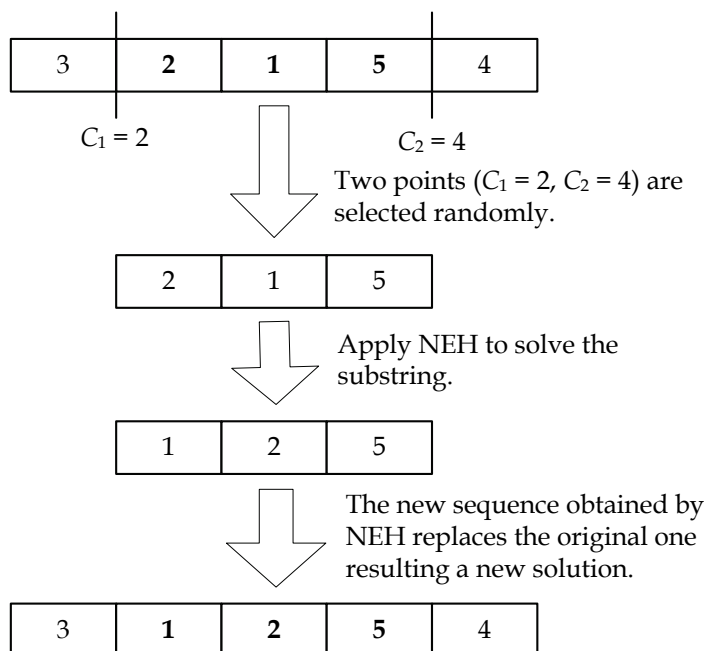 3 2 1 5 4
C₁ = 2 C₂ = 4
Two points (C₁ = 2, C₂ = 4) are
selected randomly.
2 1 5
Apply NEH to solve the
substring.
1 2 5
The new sequence obtained by
NEH replaces the original one
resulting a new solution.
3 1 2 5 4